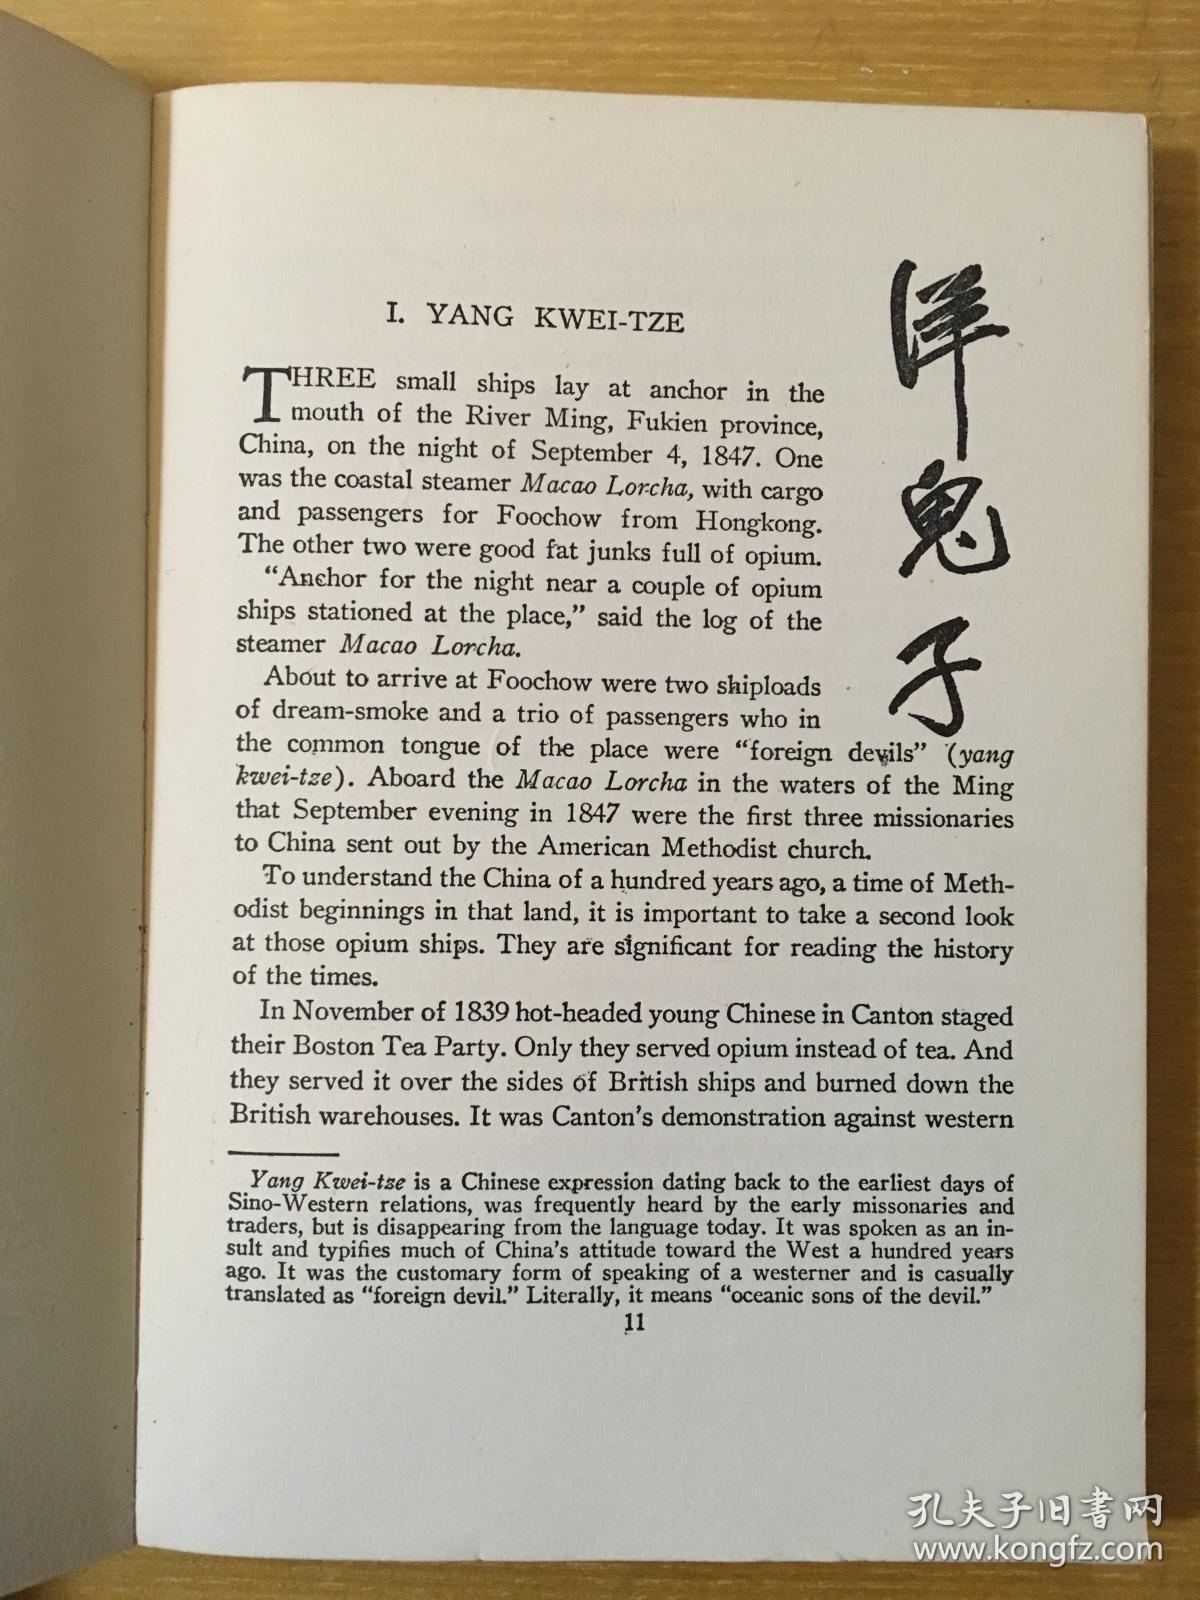 I. YANG KWEI-TZE
洋鬼子
THREE small ships lay at anchor in the
mouth of the River Ming, Fukien province,
China, on the night of September 4, 1847. One
was the coastal steamer Macao Lorcha, with cargo
and passengers for Foochow from Hongkong.
The other two were good fat junks full of opium.
“Anchor for the night near a couple of opium
ships stationed at the place,” said the log of the
steamer Macao Lorcha.
About to arrive at Foochow were two shiploads
of dream-smoke and a trio of passengers who in
the common tongue of the place were “foreign devils” (yang
kwei-tze). Aboard the Macao Lorcha in the waters of the Ming
that September evening in 1847 were the first three missionaries
to China sent out by the American Methodist church.
To understand the China of a hundred years ago, a time of Meth-
odist beginnings in that land, it is important to take a second look
at those opium ships. They are significant for reading the history
of the times.
In November of 1839 hot-headed young Chinese in Canton staged
their Boston Tea Party. Only they served opium instead of tea. And
they served it over the sides of British ships and burned down the
British warehouses. It was Canton’s demonstration against western
Yang Kwei-tze is a Chinese expression dating back to the earliest days of
Sino-Western relations, was frequently heard by the early missonaries and
traders, but is disappearing from the language today. It was spoken as an in-
sult and typifies much of China’s attitude toward the West a hundred years
ago. It was the customary form of speaking of a westerner and is casually
translated as “foreign devil.” Literally, it means “oceanic sons of the devil.”
11
孔夫子旧书网
www.kongfz.com